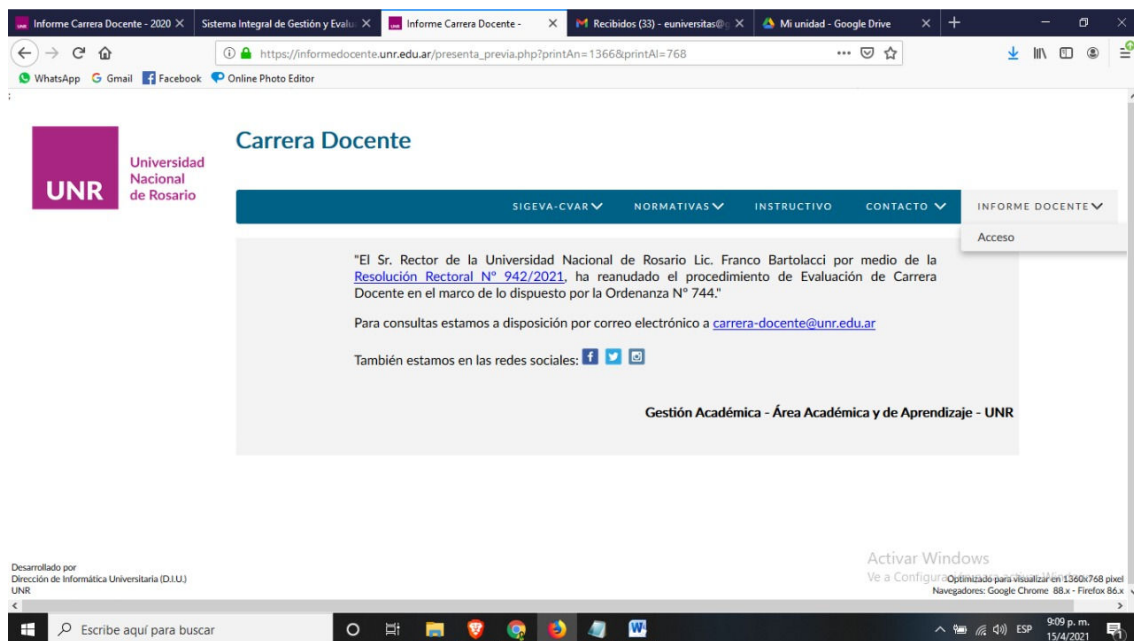 Informe Carrera Docente - 2020
Sistema Integral de Gestión y Evalu
Informe Carrera Docente -
Recibidos (33) - euniversitas@g
Mi unidad - Google Drive
https://informedocente.unr.edu.ar/presenta_previa.php?printAn=1366&printAl=768
WhatsApp
Gmail
Facebook
Online Photo Editor
;
UNR
Universidad
Nacional
de Rosario
Carrera Docente
SIGEVA-CVAR
NORMATIVAS
INSTRUCTIVO
CONTACTO
INFORME DOCENTE
Acceso
"El Sr. Rector de la Universidad Nacional de Rosario Lic. Franco Bartolacci por medio de la
Resolución Rectoral Nº 942/2021, ha reanudado el procedimiento de Evaluación de Carrera
Docente en el marco de lo dispuesto por la Ordenanza Nº 744."
Para consultas estamos a disposición por correo electrónico a carrera-docente@unr.edu.ar
También estamos en las redes sociales:
Gestión Académica - Área Académica y de Aprendizaje - UNR
Activar Windows
Ve a Configura
Desarrollado por
Dirección de Informática Universitaria (D.I.U.)
UNR
Optimizado para visualizar en 1360x768 pixel
Navegadores: Google Chrome 88.x - Firefox 86.x
Escribe aquí para buscar
ESP
9:09 p. m.
15/4/2021